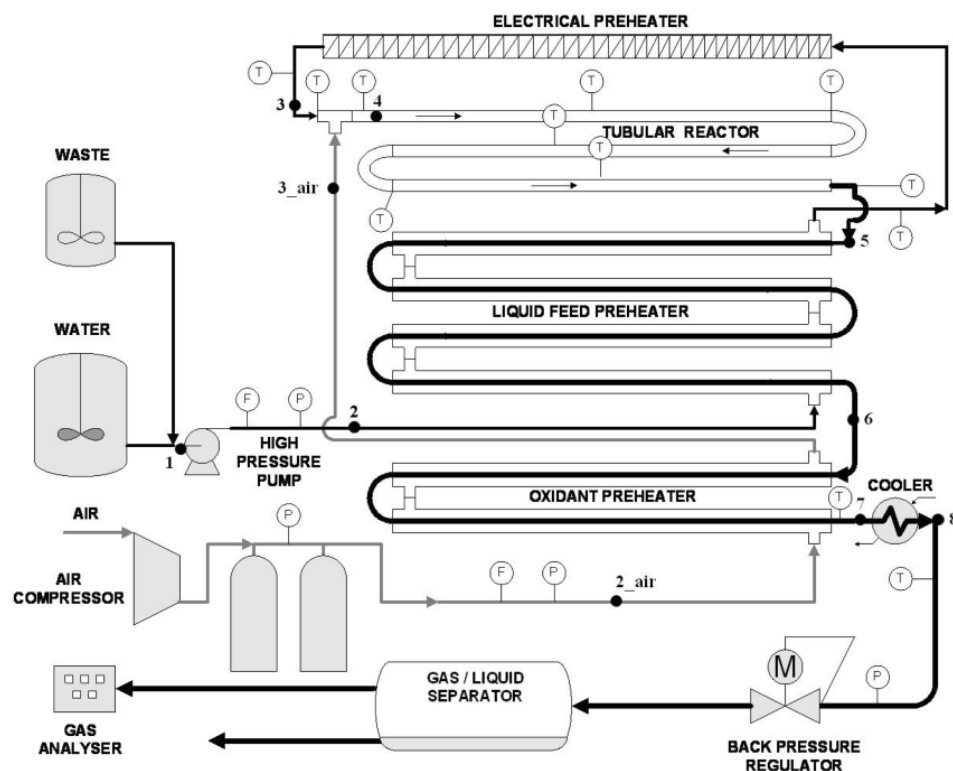 ELECTRICAL PREHEATER
T
T
T
T
T
3
4
T
TUBULAR REACTOR
T
WASTE
3_air
T
T
T
5
LIQUID FEED PREHEATER
WATER
F
P
2
6
1
HIGH
PRESSURE
PUMP
COOLER
OXIDANT PREHEATER
T
7
8
AIR
P
AIR
COMPRESSOR
F
P
2_air
T
GAS / LIQUID
SEPARATOR
M
P
GAS
ANALYSER
BACK PRESSURE
REGULATOR